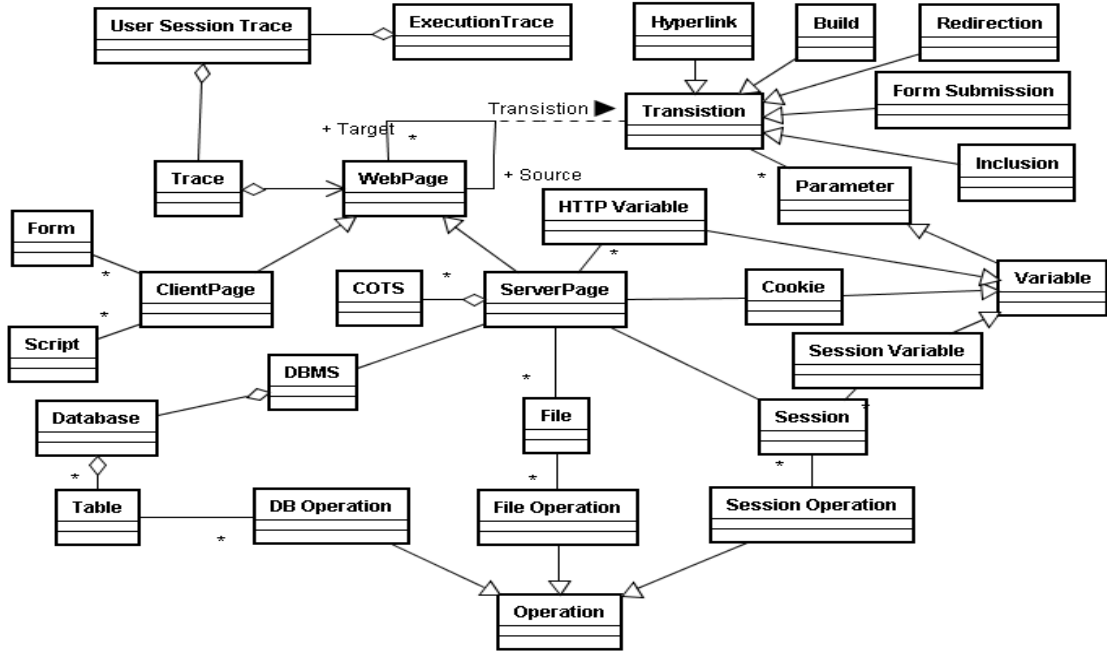 User Session Trace
ExecutionTrace
Hyperlink
Build
Redirection
Form Submission
Transistion ►
Transistion
+ Target
*
Inclusion
Trace
WebPage
+ Source
*
Parameter
HTTP Variable
Form
*
*
*
ClientPage
COTS
ServerPage
Cookie
Variable
*
Script
Session Variable
DBMS
*
Database
File
Session
*
*
*
*
Table
DB Operation
File Operation
Session Operation
*
Operation